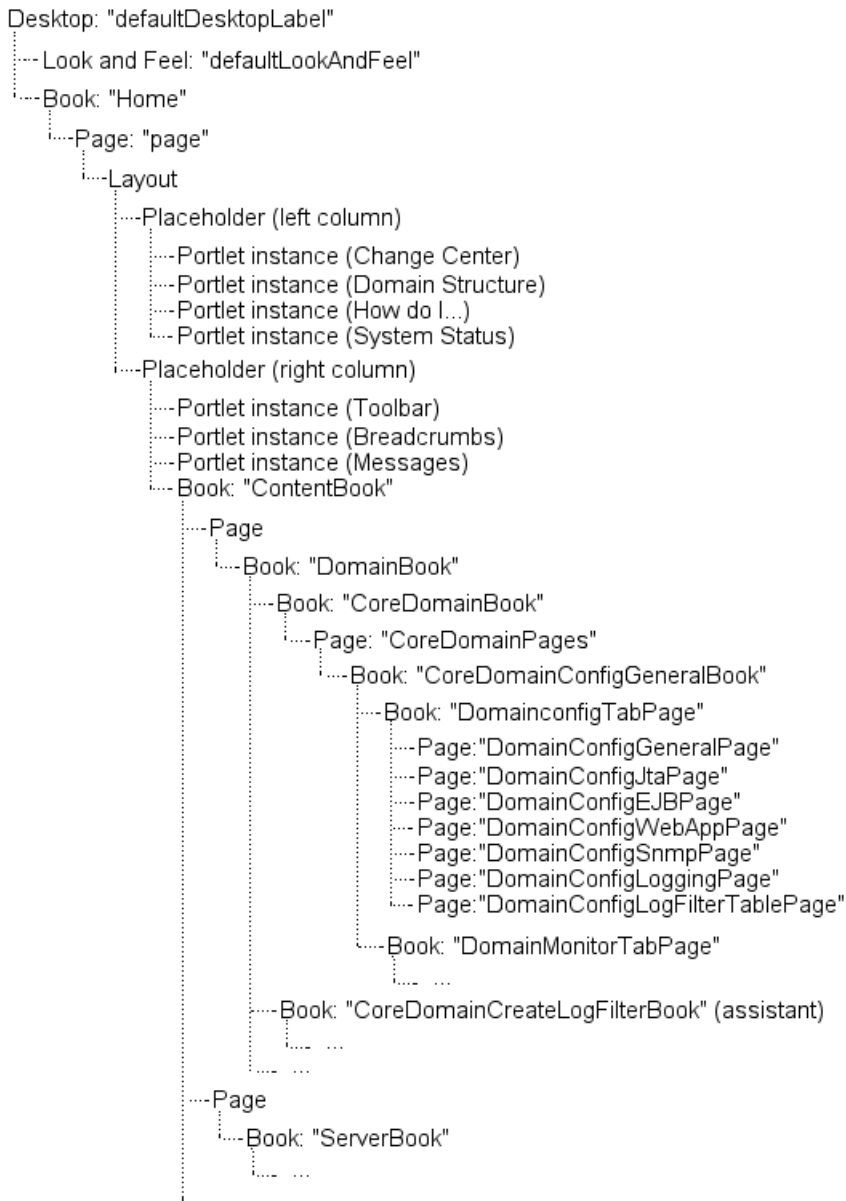 Desktop: "defaultDesktopLabel"
Look and Feel: "defaultLookAndFeel"
Book: "Home"
Page: "page"
Layout
Placeholder (left column)
Portlet instance (Change Center)
Portlet instance (Domain Structure)
Portlet instance (How do I...)
Portlet instance (System Status)
Placeholder (right column)
Portlet instance (Toolbar)
Portlet instance (Breadcrumbs)
Portlet instance (Messages)
Book: "ContentBook"
Page
Book: "DomainBook"
Book: "CoreDomainBook"
Page: "CoreDomainPages"
Book: "CoreDomainConfigGeneralBook"
Book: "DomainconfigTabPage"
Page:"DomainConfigGeneralPage"
Page:"DomainConfigJtaPage"
Page:"DomainConfigEJBPage"
Page:"DomainConfigWebAppPage"
Page:"DomainConfigSnmpPage"
Page:"DomainConfigLoggingPage"
Page:"DomainConfigLogFilterTablePage"
Book: "DomainMonitorTabPage"
...
Book: "CoreDomainCreateLogFilterBook" (assistant)
...
...
Page
Book: "ServerBook"
...